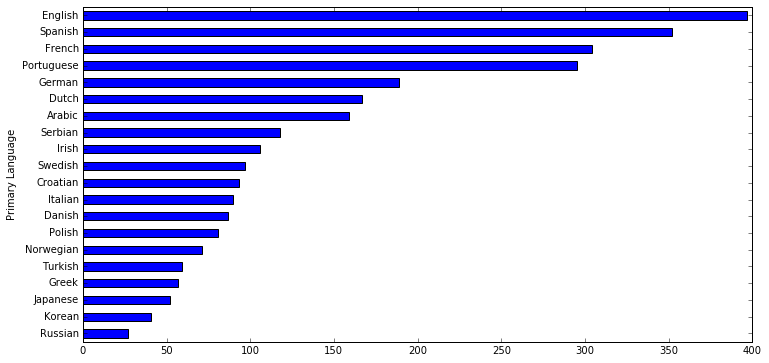 English
Spanish
French
Portuguese
German
Dutch
Arabic
Serbian
Irish
Swedish
Croatian
Italian
Danish
Polish
Norwegian
Turkish
Greek
Japanese
Korean
Russian
Primary Language
0 50 100 150 200 250 300 350 400